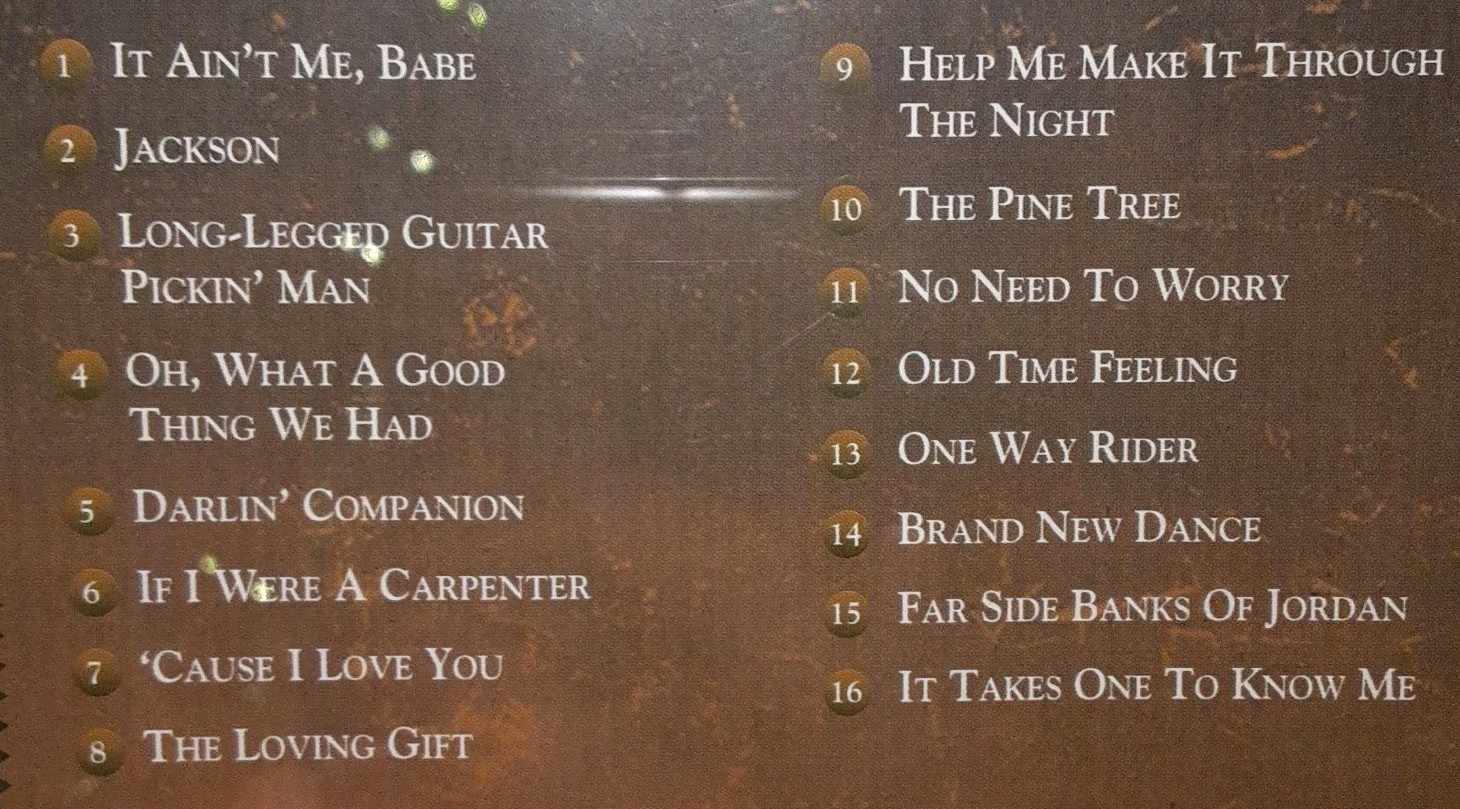 1 It Ain't Me, Babe
2 Jackson
3 Long-Legged Guitar
Pickin' Man
4 Oh, What A Good
Thing We Had
5 Darlin' Companion
6 If I Were A Carpenter
7 'Cause I Love You
8 The Loving Gift
9 Help Me Make It Through
The Night
10 The Pine Tree
11 No Need To Worry
12 Old Time Feeling
13 One Way Rider
14 Brand New Dance
15 Far Side Banks Of Jordan
16 It Takes One To Know Me